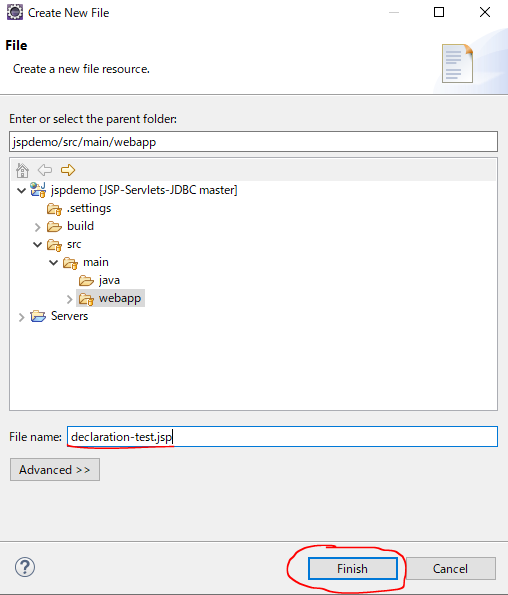 Create New File
File
Create a new file resource.
Enter or select the parent folder:
jspdemo/src/main/webapp
jspdemo [JSP-Servlets-JDBC master]
.settings
build
src
main
java
webapp
Servers
File name: declaration-test.jsp
Advanced >>
? Finish Cancel